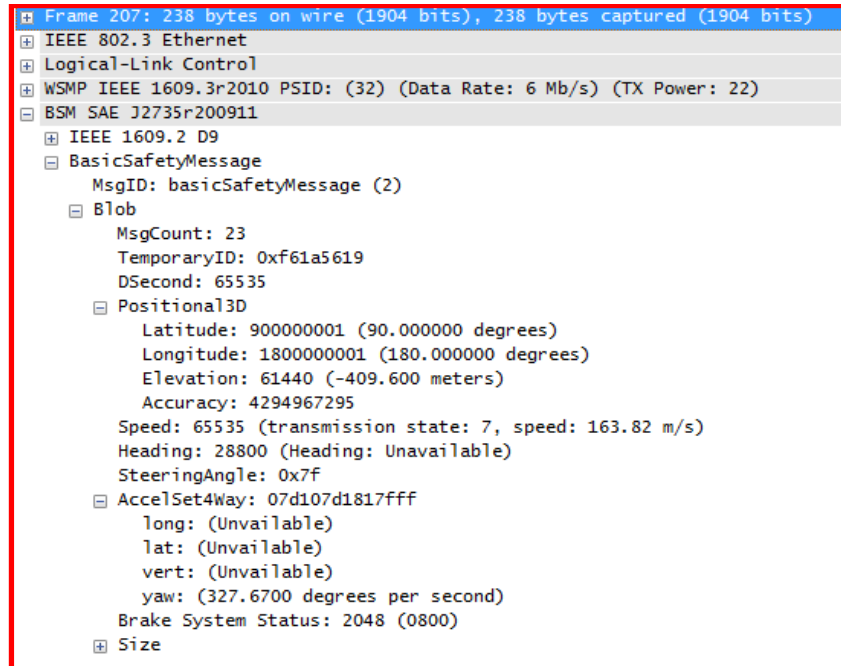 Frame 207: 238 bytes on wire (1904 bits), 238 bytes captured (1904 bits)
IEEE 802.3 Ethernet
Logical-Link Control
WSMP IEEE 1609.3r2010 PSID: (32) (Data Rate: 6 Mb/s) (TX Power: 22)
BSM SAE J2735r200911
IEEE 1609.2 D9
BasicSafetyMessage
MsgID: basicSafetyMessage (2)
Blob
MsgCount: 23
TemporaryID: 0xf61a5619
DSecond: 65535
Positional3D
Latitude: 900000001 (90.000000 degrees)
Longitude: 1800000001 (180.000000 degrees)
Elevation: 61440 (-409.600 meters)
Accuracy: 4294967295
Speed: 65535 (transmission state: 7, speed: 163.82 m/s)
Heading: 28800 (Heading: Unavailable)
SteeringAngle: 0x7f
AccelSet4Way: 07d107d1817fff
long: (Unvailable)
lat: (Unvailable)
vert: (Unvailable)
yaw: (327.6700 degrees per second)
Brake System Status: 2048 (0800)
Size